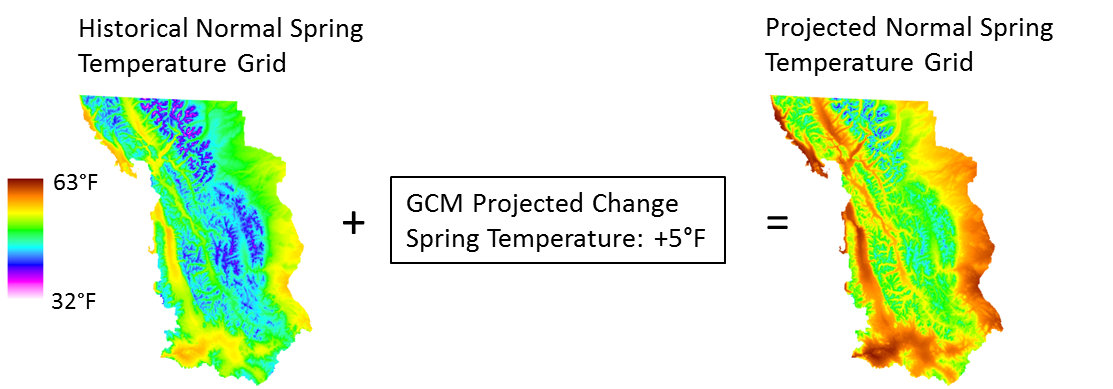 Historical Normal Spring
Temperature Grid
63°F
32°F
+
GCM Projected Change
Spring Temperature: +5°F
=
Projected Normal Spring
Temperature Grid